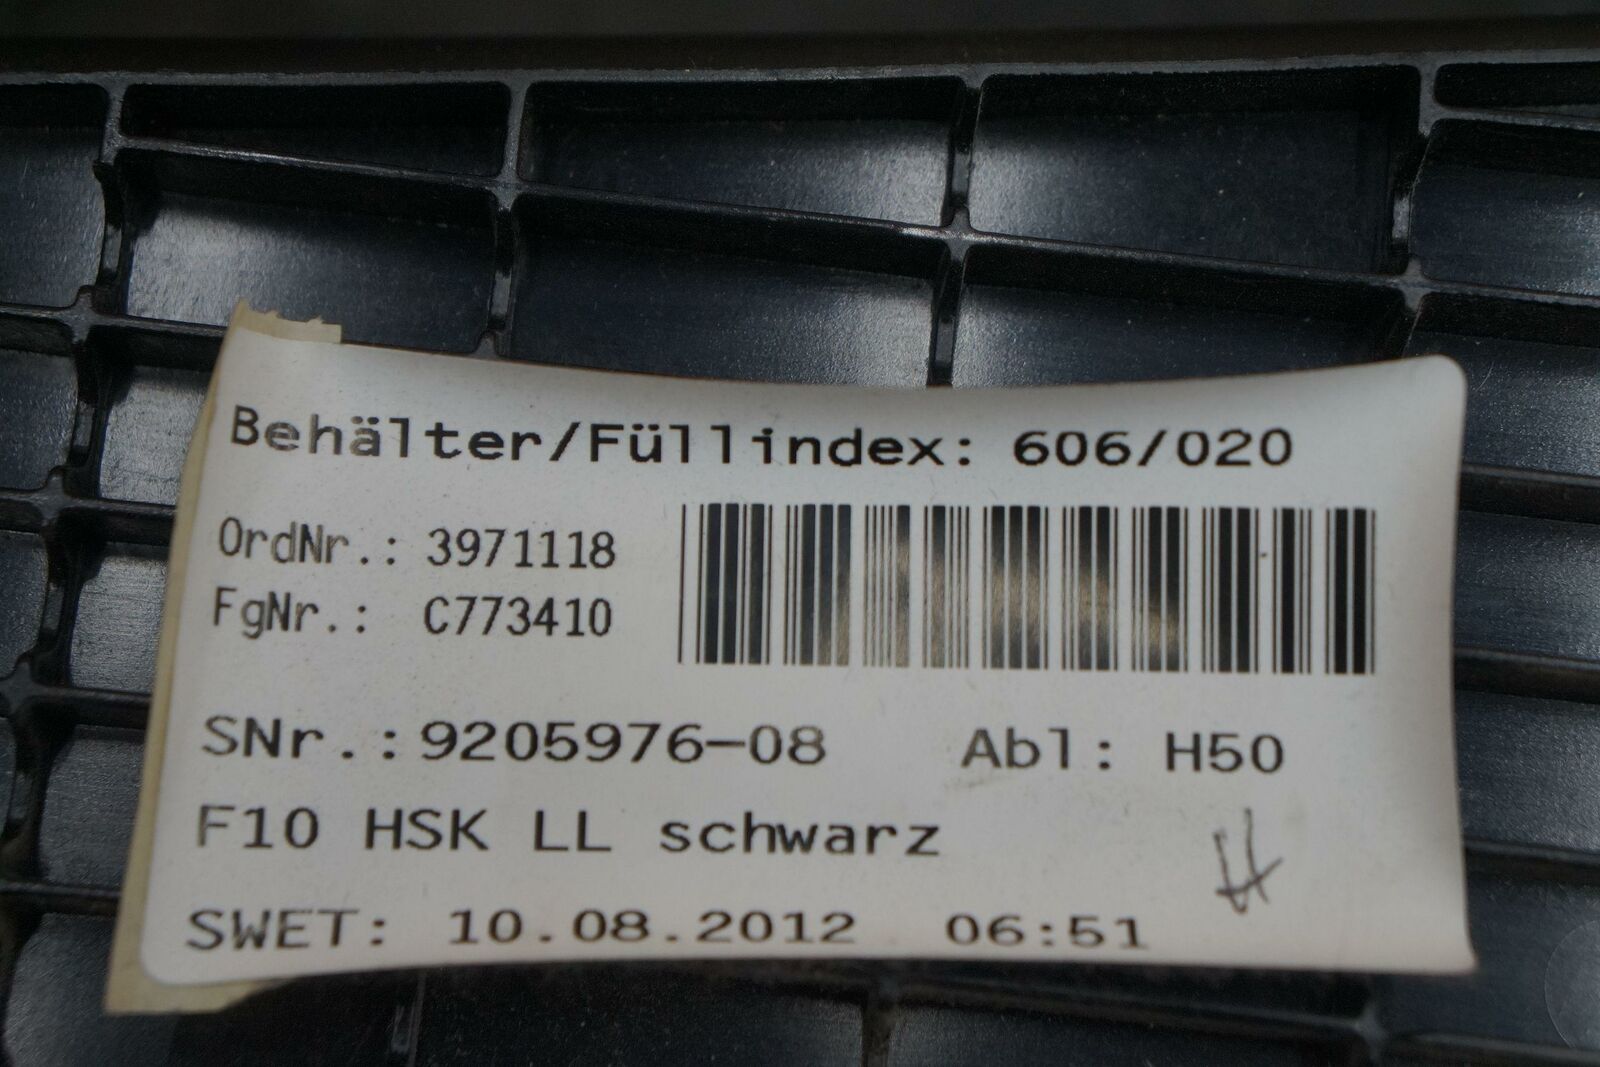 Behälter/Füllindex: 606/020
OrdNr.: 3971118
FgNr.: C773410
SNr.:9205976-08 Abl: H50
F10 HSK LL schwarz
H
SWET: 10.08.2012 06:51